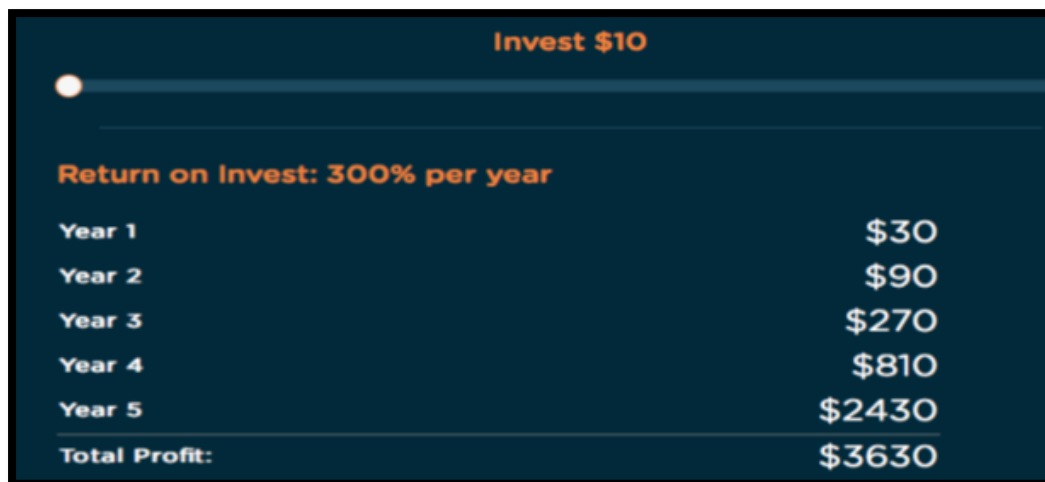 Invest $10
Return on Invest: 300% per year
Year 1 $30
Year 2 $90
Year 3 $270
Year 4 $810
Year 5 $2430
Total Profit: $3630